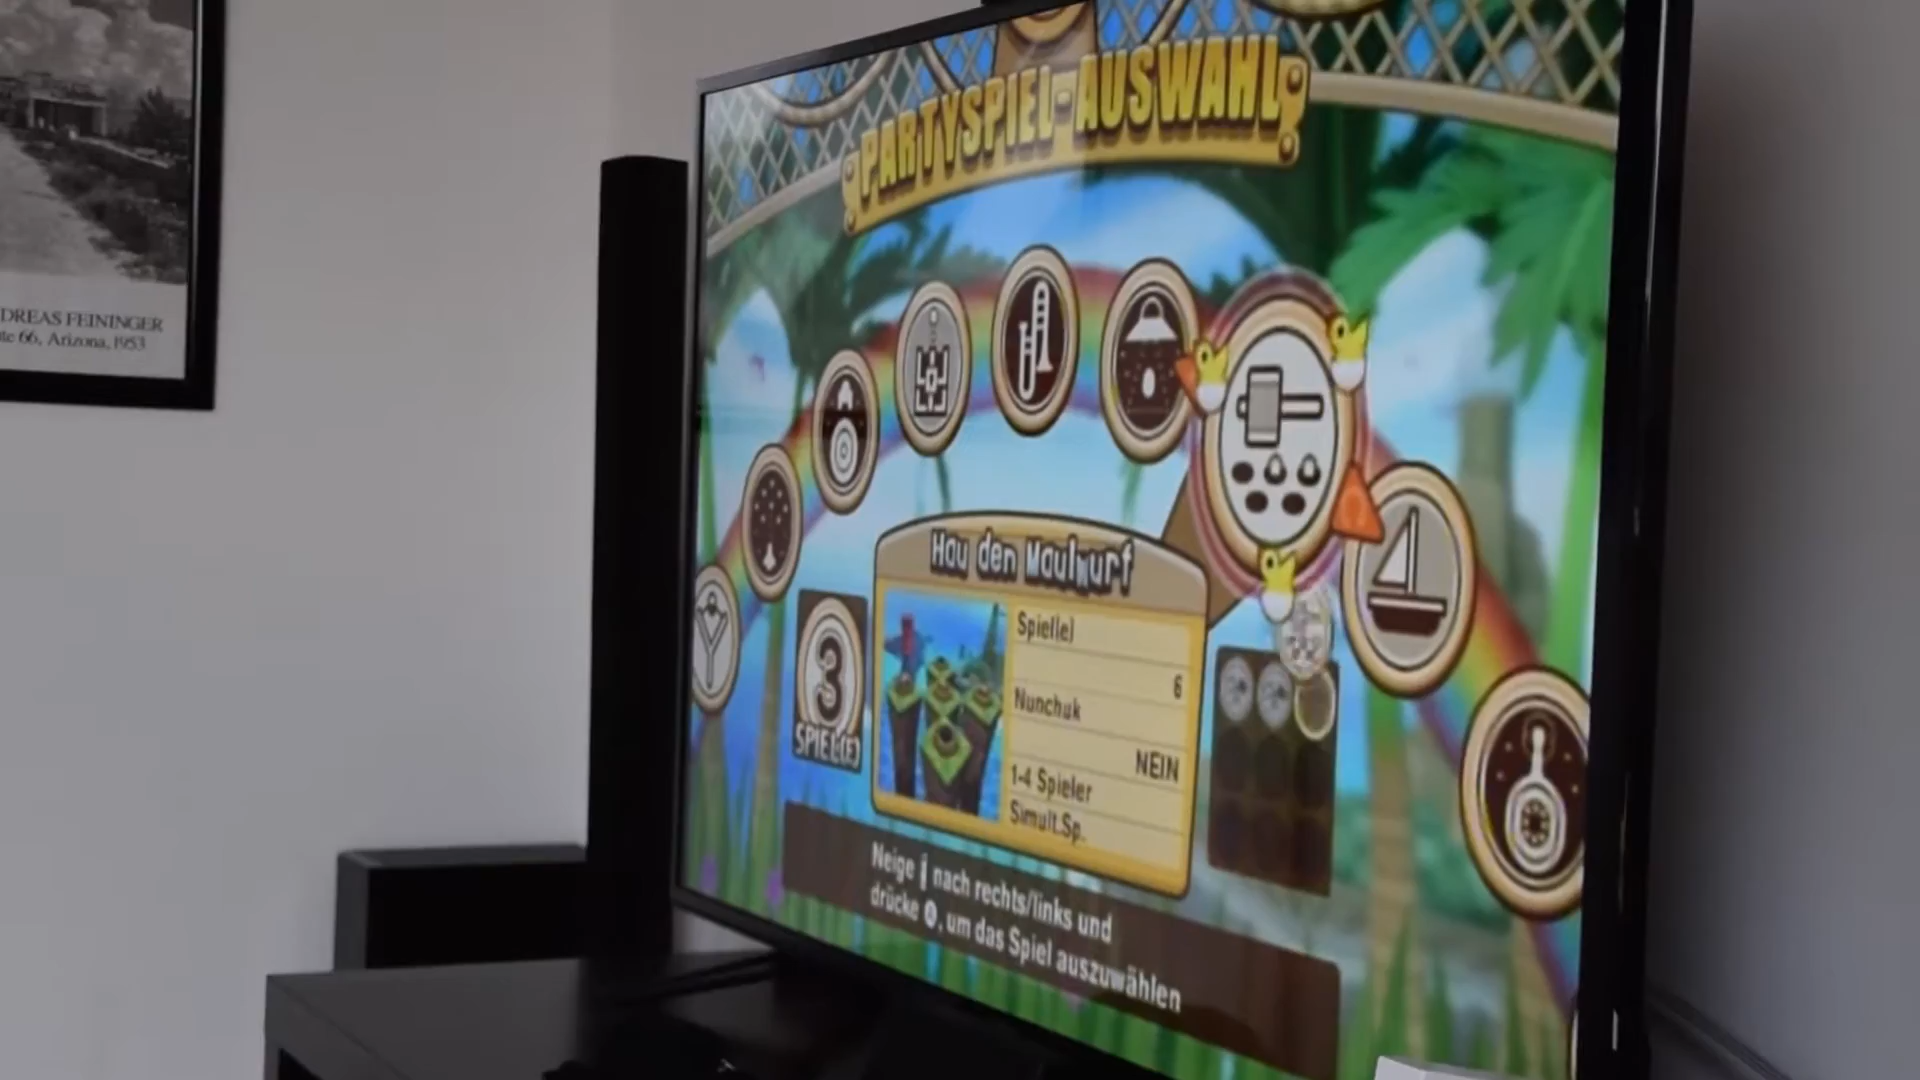 DREAS FEININGER
te 66, Arizona, 1953
PARTYSPIEL-AUSWAHL
Hau den Maulwurf
Spiel(e)
6
Nunchuk
NEIN
1-4 Spieler
Simult.Sp.
3
SPIEL(E)
Neige nach rechts/links und
drücke A, um das Spiel auszuwählen